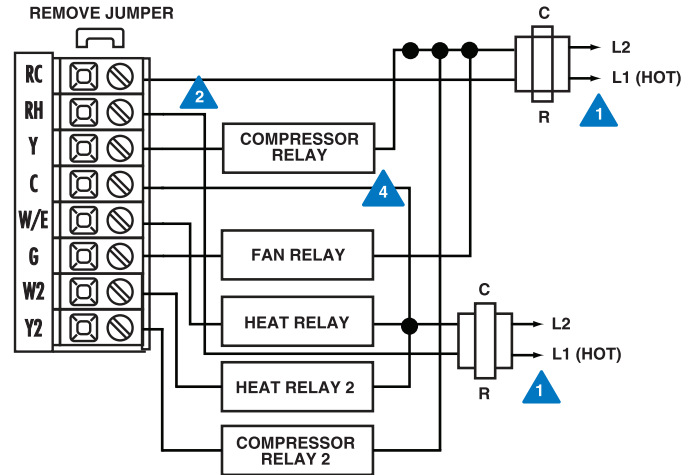 REMOVE JUMPER
C
L2
RC
2
L1 (HOT)
1
RH
R
Y
COMPRESSOR
RELAY
C
4
W/E
G
FAN RELAY
W2
C
HEAT RELAY
L2
Y2
L1 (HOT)
HEAT RELAY 2
R
1
COMPRESSOR
RELAY 2